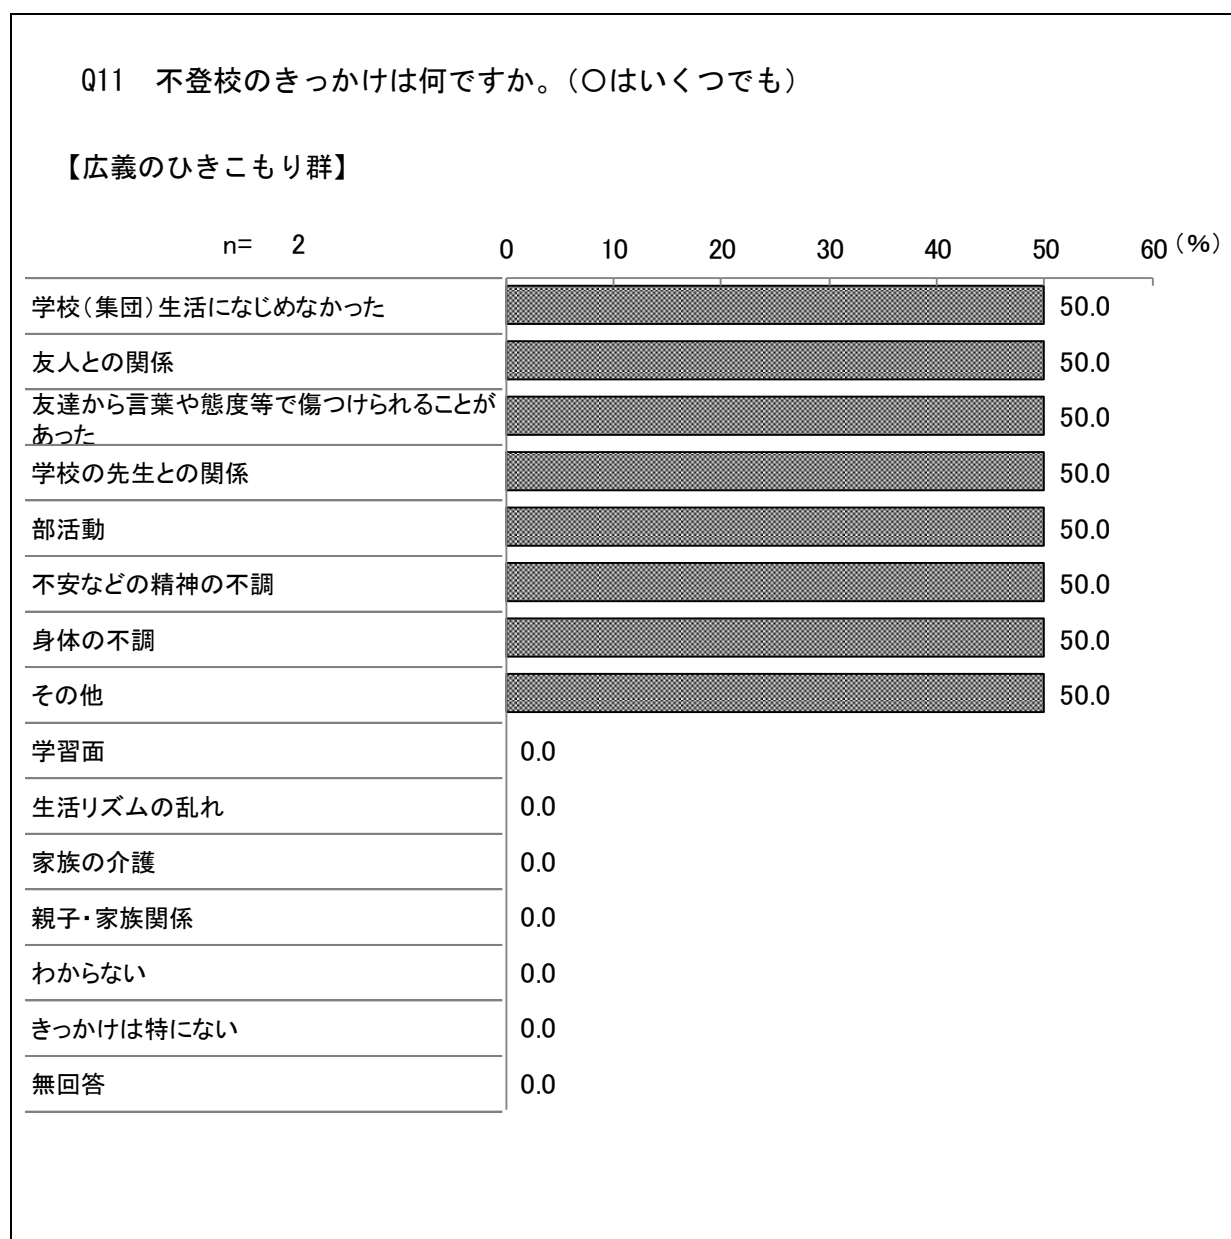 Q11　不登校のきっかけは何ですか。（〇はいくつでも）
【広義のひきこもり群】
n=　2
0 10 20 30 40 50 60 （%）
学校（集団）生活になじめなかった 50.0
友人との関係 50.0
友達から言葉や態度等で傷つけられることが
あった 50.0
学校の先生との関係 50.0
部活動 50.0
不安などの精神の不調 50.0
身体の不調 50.0
その他 50.0
学習面 0.0
生活リズムの乱れ 0.0
家族の介護 0.0
親子・家族関係 0.0
わからない 0.0
きっかけは特にない 0.0
無回答 0.0